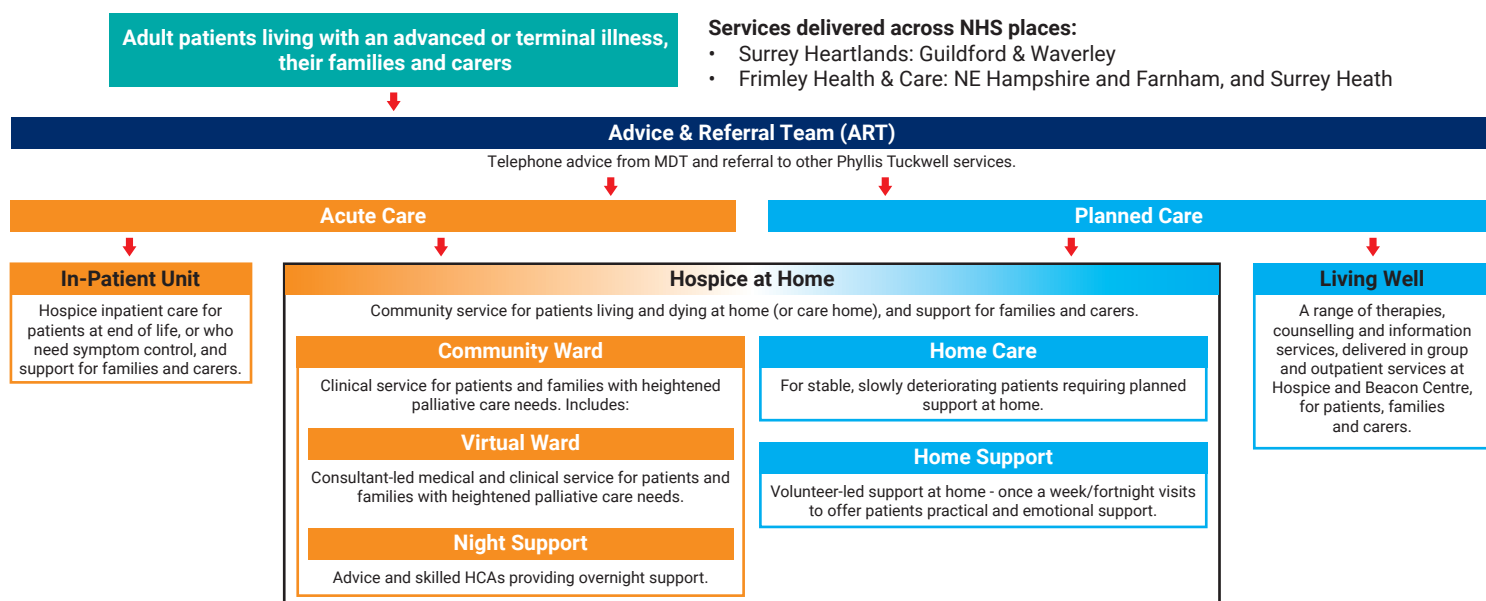 Adult patients living with an advanced or terminal illness,
their families and carers
Services delivered across NHS places:
• Surrey Heartlands: Guildford & Waverley
• Frimley Health & Care: NE Hampshire and Farnham, and Surrey Heath
Advice & Referral Team (ART)
Telephone advice from MDT and referral to other Phyllis Tuckwell services.
Acute Care
Planned Care
In-Patient Unit
Hospice inpatient care for
patients at end of life, or who
need symptom control, and
support for families and carers.
Hospice at Home
Community service for patients living and dying at home (or care home), and support for families and carers.
Community Ward
Clinical service for patients and families with heightened
palliative care needs. Includes:
Virtual Ward
Consultant-led medical and clinical service for patients and
families with heightened palliative care needs.
Night Support
Advice and skilled HCAs providing overnight support.
Home Care
For stable, slowly deteriorating patients requiring planned
support at home.
Home Support
Volunteer-led support at home - once a week/fortnight visits
to offer patients practical and emotional support.
Living Well
A range of therapies,
counselling and information
services, delivered in group
and outpatient services at
Hospice and Beacon Centre,
for patients, families
and carers.